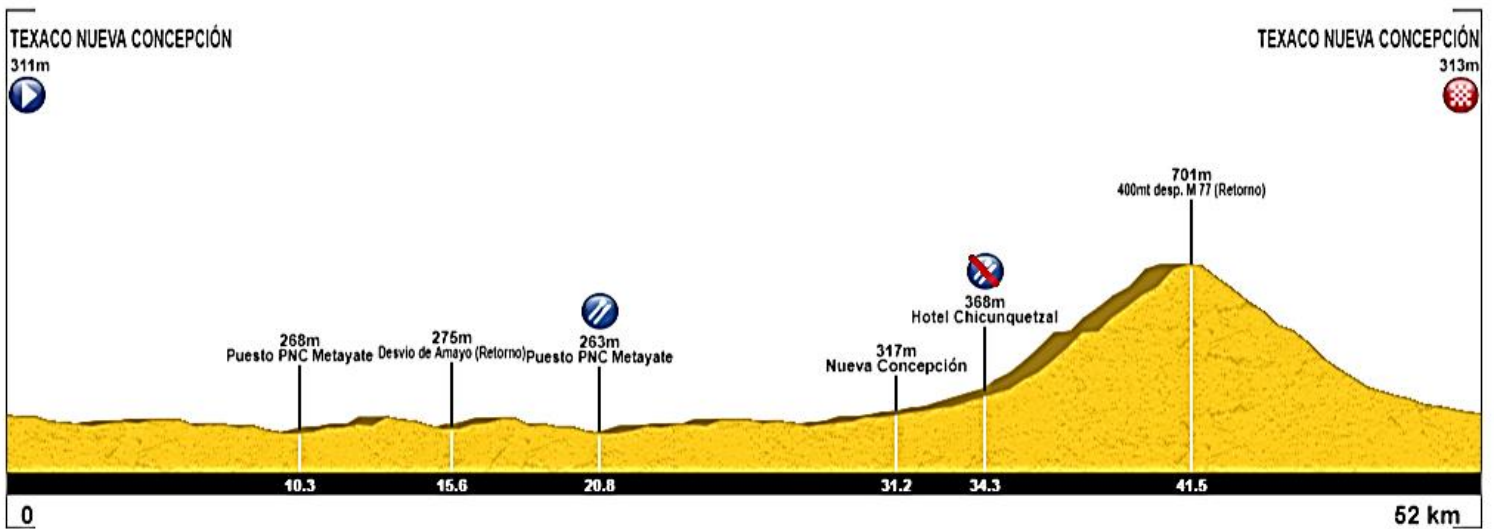 TEXACO NUEVA CONCEPCIÓN
311m
TEXACO NUEVA CONCEPCIÓN
313m
268m
Puesto PNC Metayate
275m
Desvio de Amayo (Retorno)
263m
Puesto PNC Metayate
317m
Nueva Concepción
368m
Hotel Chicunquetzal
701m
400mt desp. M 77 (Retorno)
10.3
15.6
20.8
31.2
34.3
41.5
0
52 km